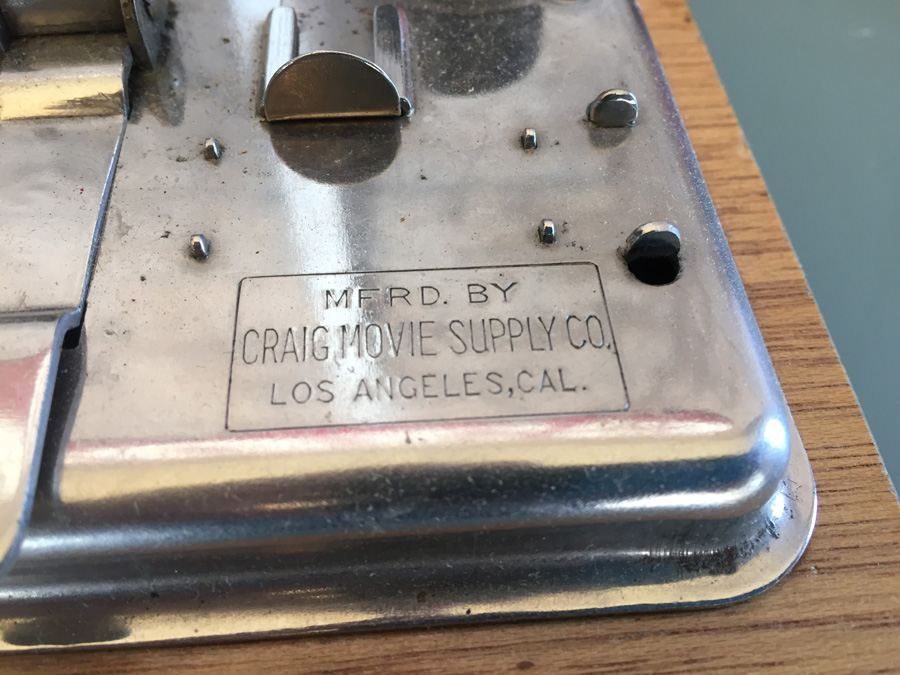 MFRD. BY
CRAIG MOVIE SUPPLY CO.
LOS ANGELES, CAL.